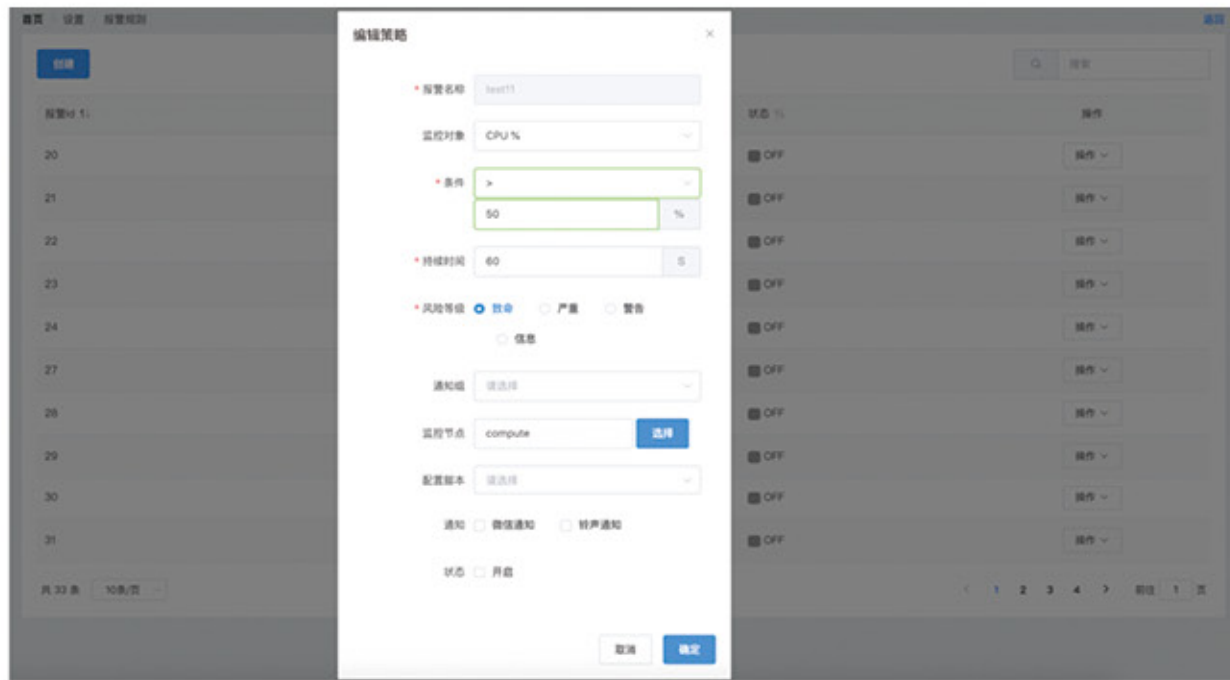 首页 设置 报警规则 返回
编辑策略
创建 搜索
* 报警名称 test11
报警Id 状态 操作
监控对象 CPU %
20 OFF 操作
* 条件 >
21 OFF 操作
50 %
22 OFF 操作
* 持续时间 60 S
23 OFF 操作
* 风险等级 致命 严重 警告
24 OFF 操作
信息
27 OFF 操作
通知组 请选择
28 OFF 操作
监控节点 compute 选择
29 OFF 操作
配置脚本 请选择
30 OFF 操作
通知 微信通知 铃声通知
31 OFF 操作
状态 开启
共 33 条 10条/页 1 2 3 4 前往 1 页
取消 确定